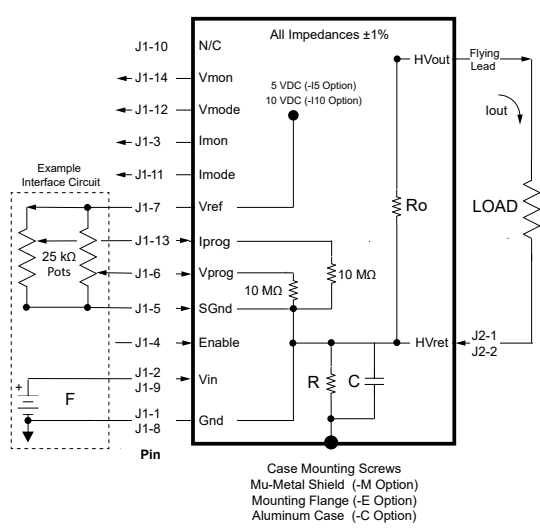 All Impedances ±1%
J1-10 N/C
HVout
Flying
Lead
J1-14 Vmon
5 VDC (-I5 Option)
10 VDC (-I10 Option)
J1-12 Vmode
Iout
J1-3 Imon
Example
Interface Circuit
J1-11 Imode
J1-7 Vref
Ro
LOAD
J1-13 Iprog
25 kΩ
Pots
J1-6 Vprog
10 MΩ
10 MΩ
J1-5 SGnd
J1-4 Enable
HVret
J2-1
J2-2
J1-2
J1-9
Vin
+
F
R
C
J1-1
J1-8
Gnd
Pin
Case Mounting Screws
Mu-Metal Shield (-M Option)
Mounting Flange (-E Option)
Aluminum Case (-C Option)